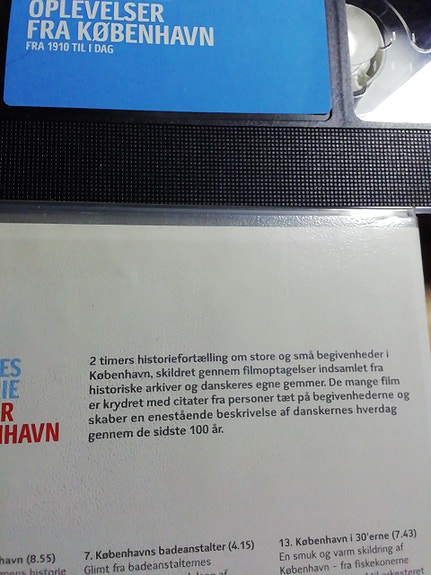 OPLEVELSER
FRA KØBENHAVN
FRA 1910 TIL I DAG
ES
IE
R
NHAVN
2 timers historiefortælling om store og små begivenheder i
København, skildret gennem filmoptagelser indsamlet fra
historiske arkiver og danskeres egne gemmer. De mange film
er krydret med citater fra personer tæt på begivenhederne og
skaber en enestående beskrivelse af danskernes hverdag
gennem de sidste 100 år.
havn (8.55)
mens historie
7. Københavns badeanstalter (4.15)
Glimt fra badeanstalternes
13. København i 30'erne (7.43)
En smuk og varm skildring af
København – fra fiskekonerne